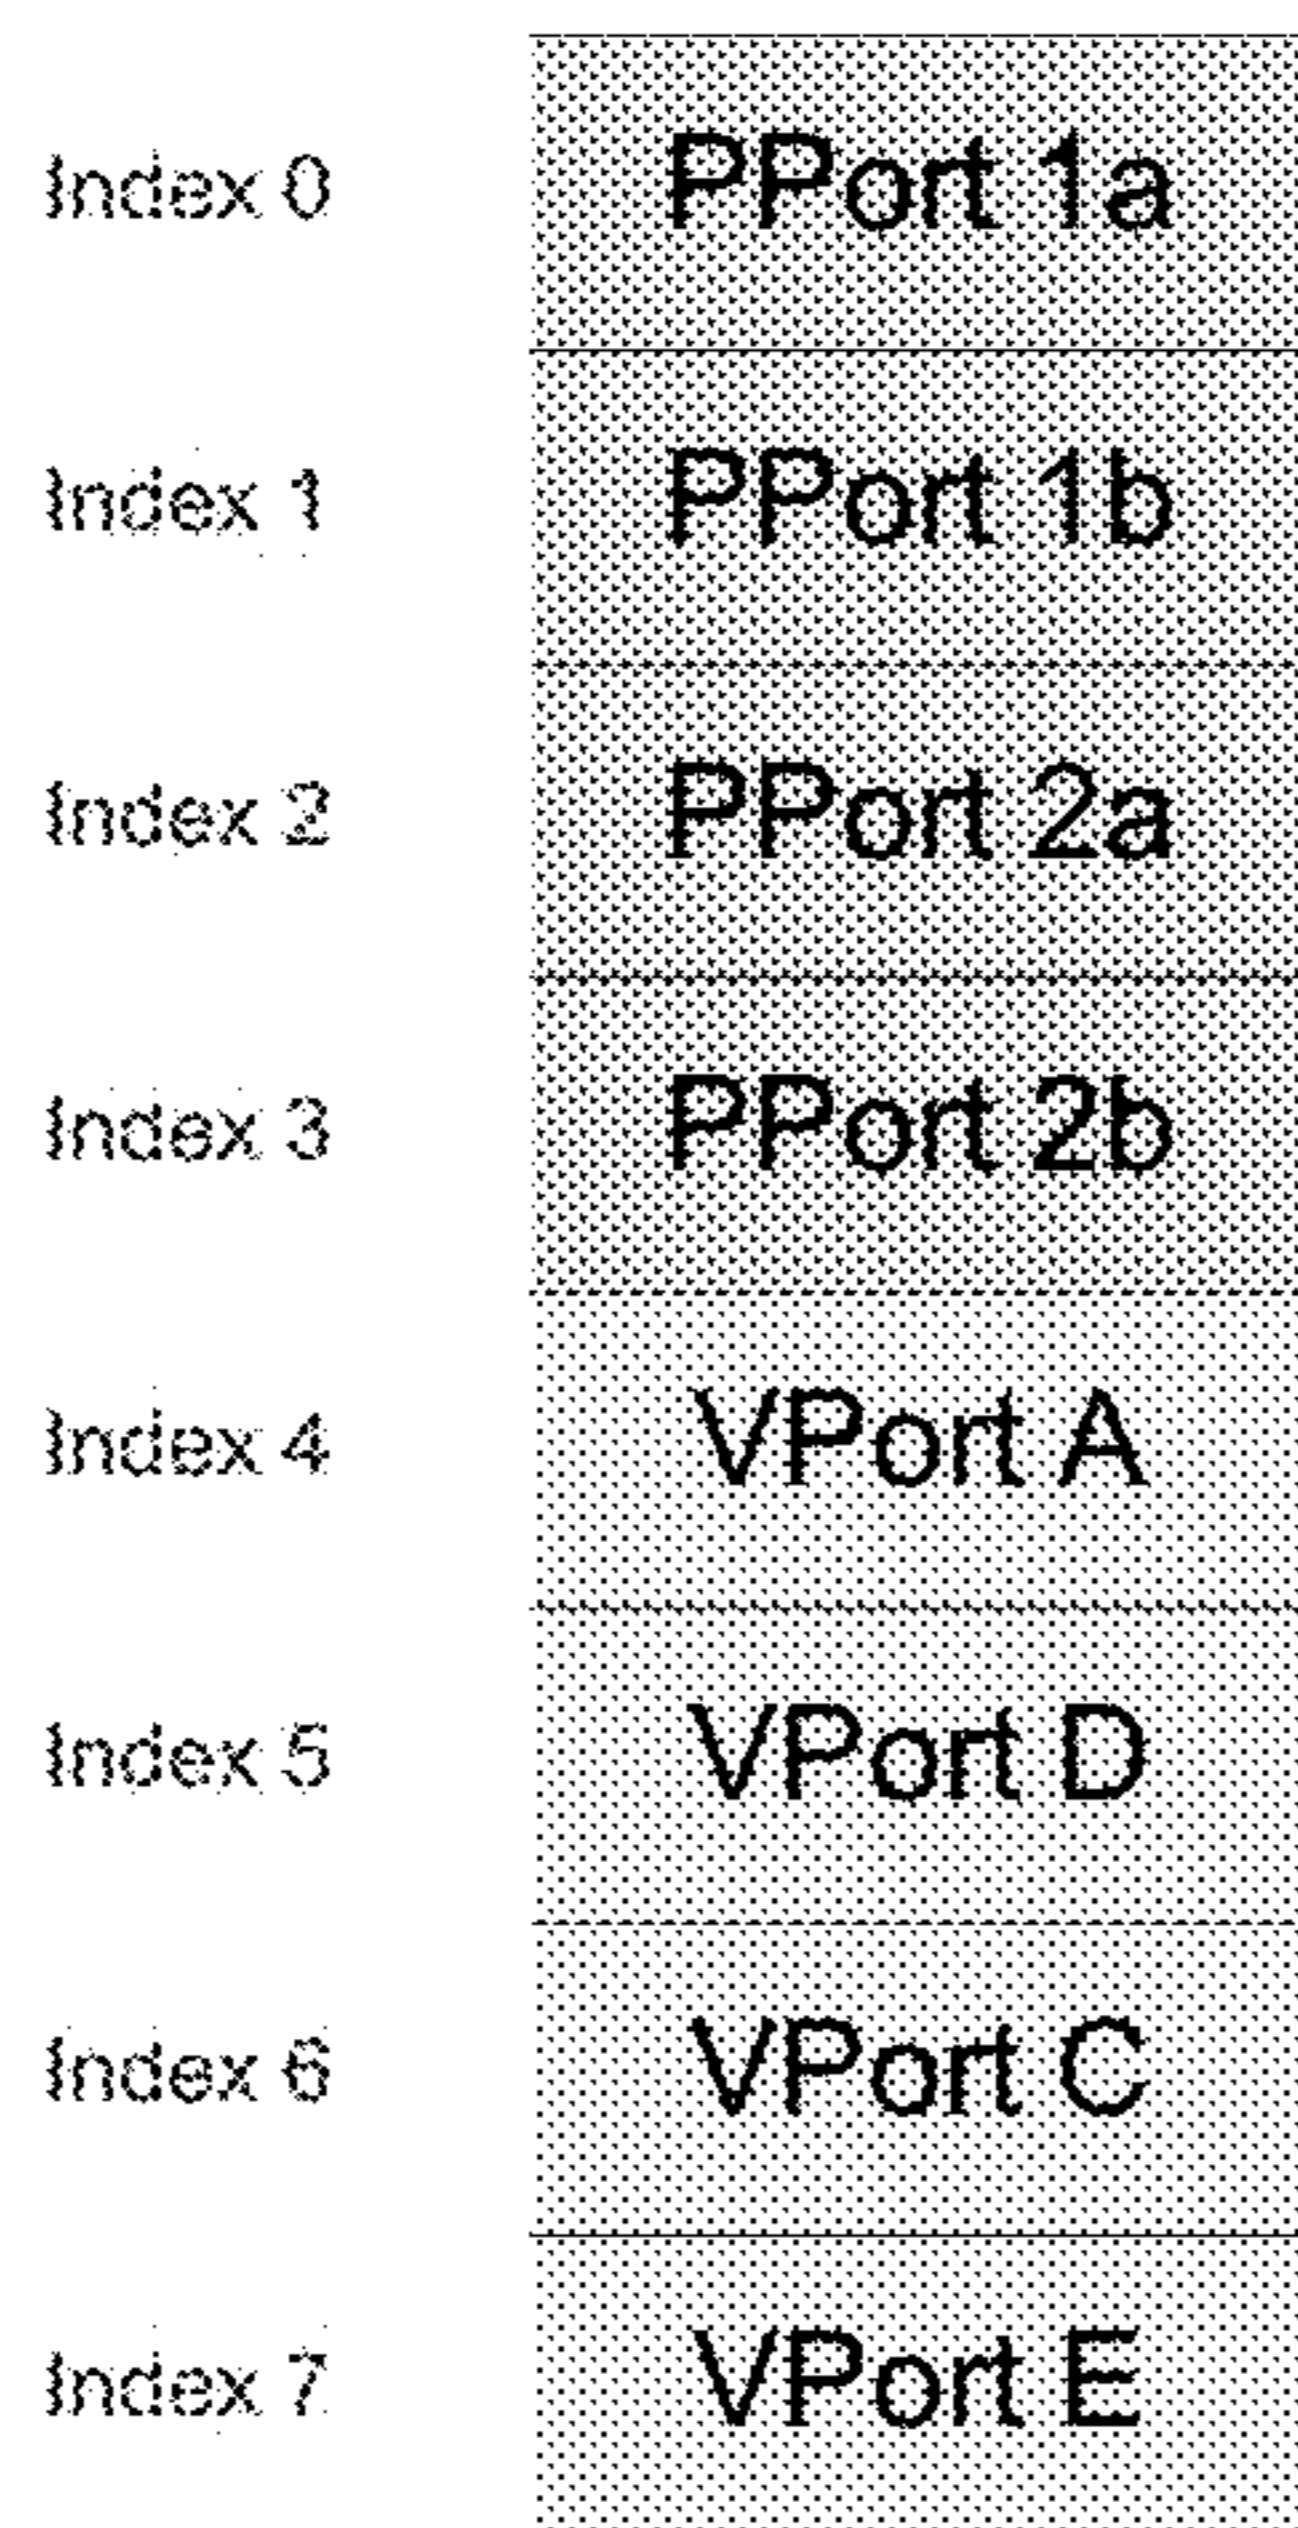 Index 0 PPort 1a
Index 1 PPort 1b
Index 2 PPort 2a
Index 3 PPort 2b
Index 4 VPort A
Index 5 VPort D
Index 6 VPort C
Index 7 VPort E